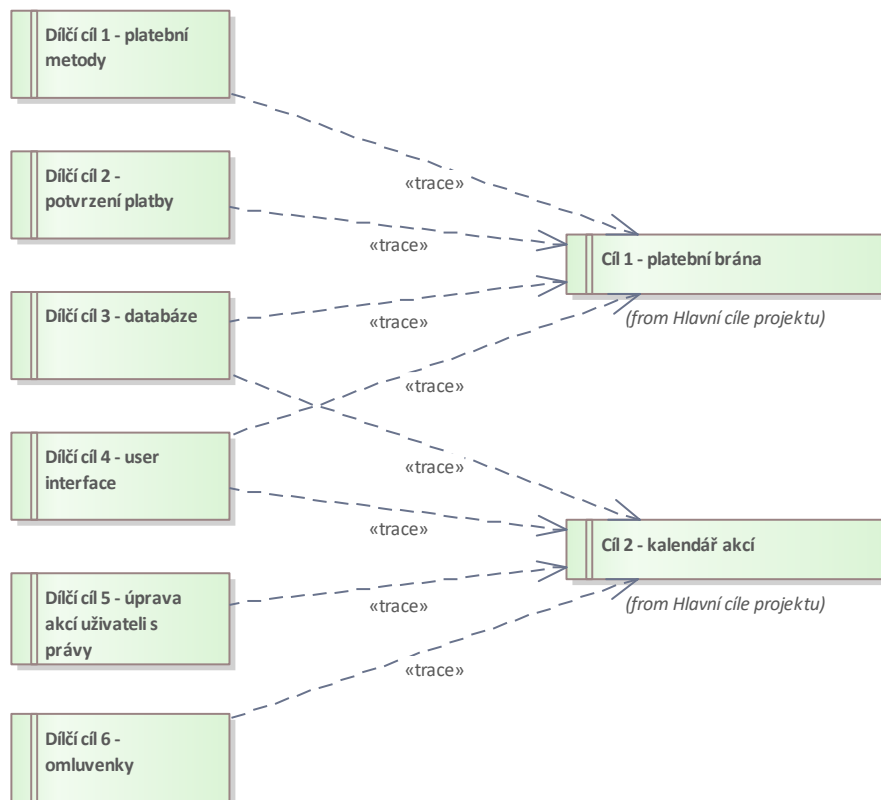 Dílčí cíl 1 - platební
metody
«trace»
Dílčí cíl 2 -
potvrzení platby
«trace»
Cíl 1 - platební brána
(from Hlavní cíle projektu)
Dílčí cíl 3 - databáze
«trace»
«trace»
Dílčí cíl 4 - user
interface
«trace»
«trace»
Cíl 2 - kalendář akcí
(from Hlavní cíle projektu)
Dílčí cíl 5 - úprava
akcí uživateli s
právy
«trace»
«trace»
Dílčí cíl 6 -
omluvenky